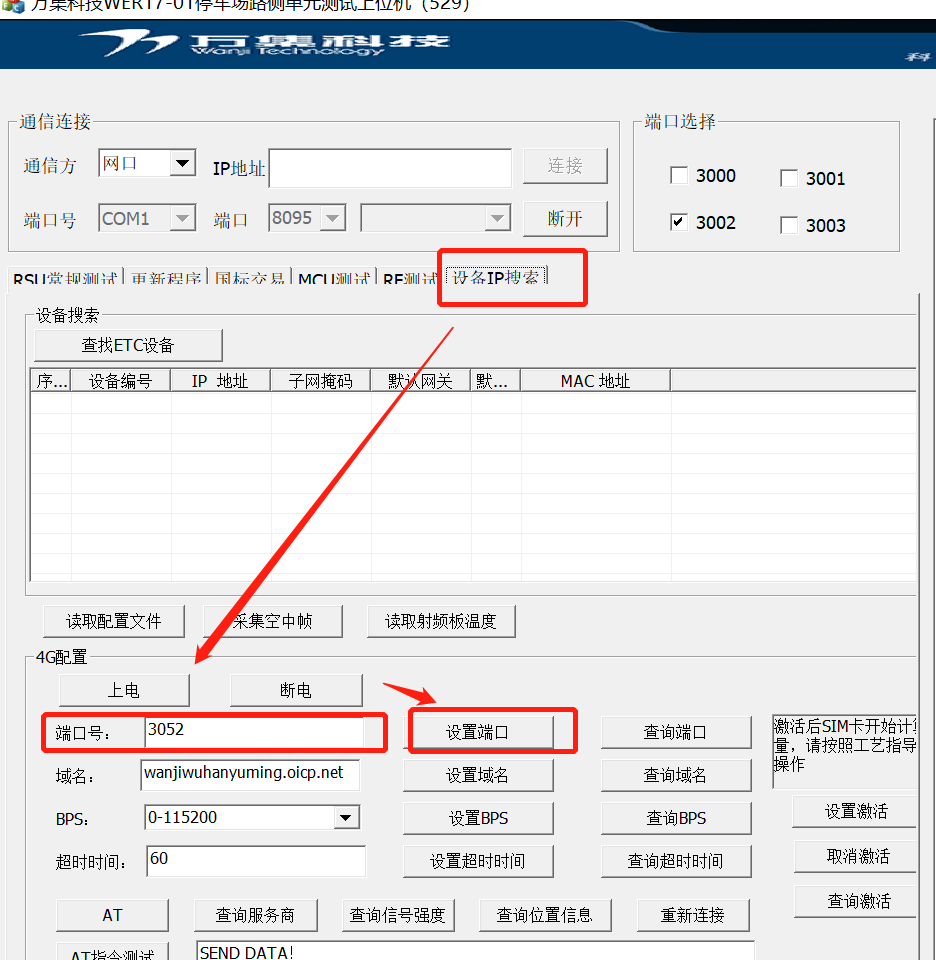 万集科技WERT7-01停车场路侧单元测试上位机（529）
万集科技
Wanji Technology
科
通信连接
通信方 网口 IP地址 连接
端口号 COM1 端口 8095 断开
端口选择
3000 3001
3002 3003
RSU常规测试 更新程序 国标交易 MCU测试 RF测试 设备IP搜索
设备搜索
查找ETC设备
序... 设备编号 IP 地址 子网掩码 默认网关 默... MAC 地址
读取配置文件 采集空中帧 读取射频板温度
4G配置
上电 断电
端口号: 3052 设置端口 查询端口
激活后SIM卡开始计算
量，请按照工艺指导
操作
域名: wanjiwuhanyuming.oicp.net 设置域名 查询域名
BPS: 0-115200 设置BPS 查询BPS 设置激活
超时时间: 60 设置超时时间 查询超时时间 取消激活
查询激活
AT 查询服务商 查询信号强度 查询位置信息 重新连接
AT指令测试 SEND DATA!